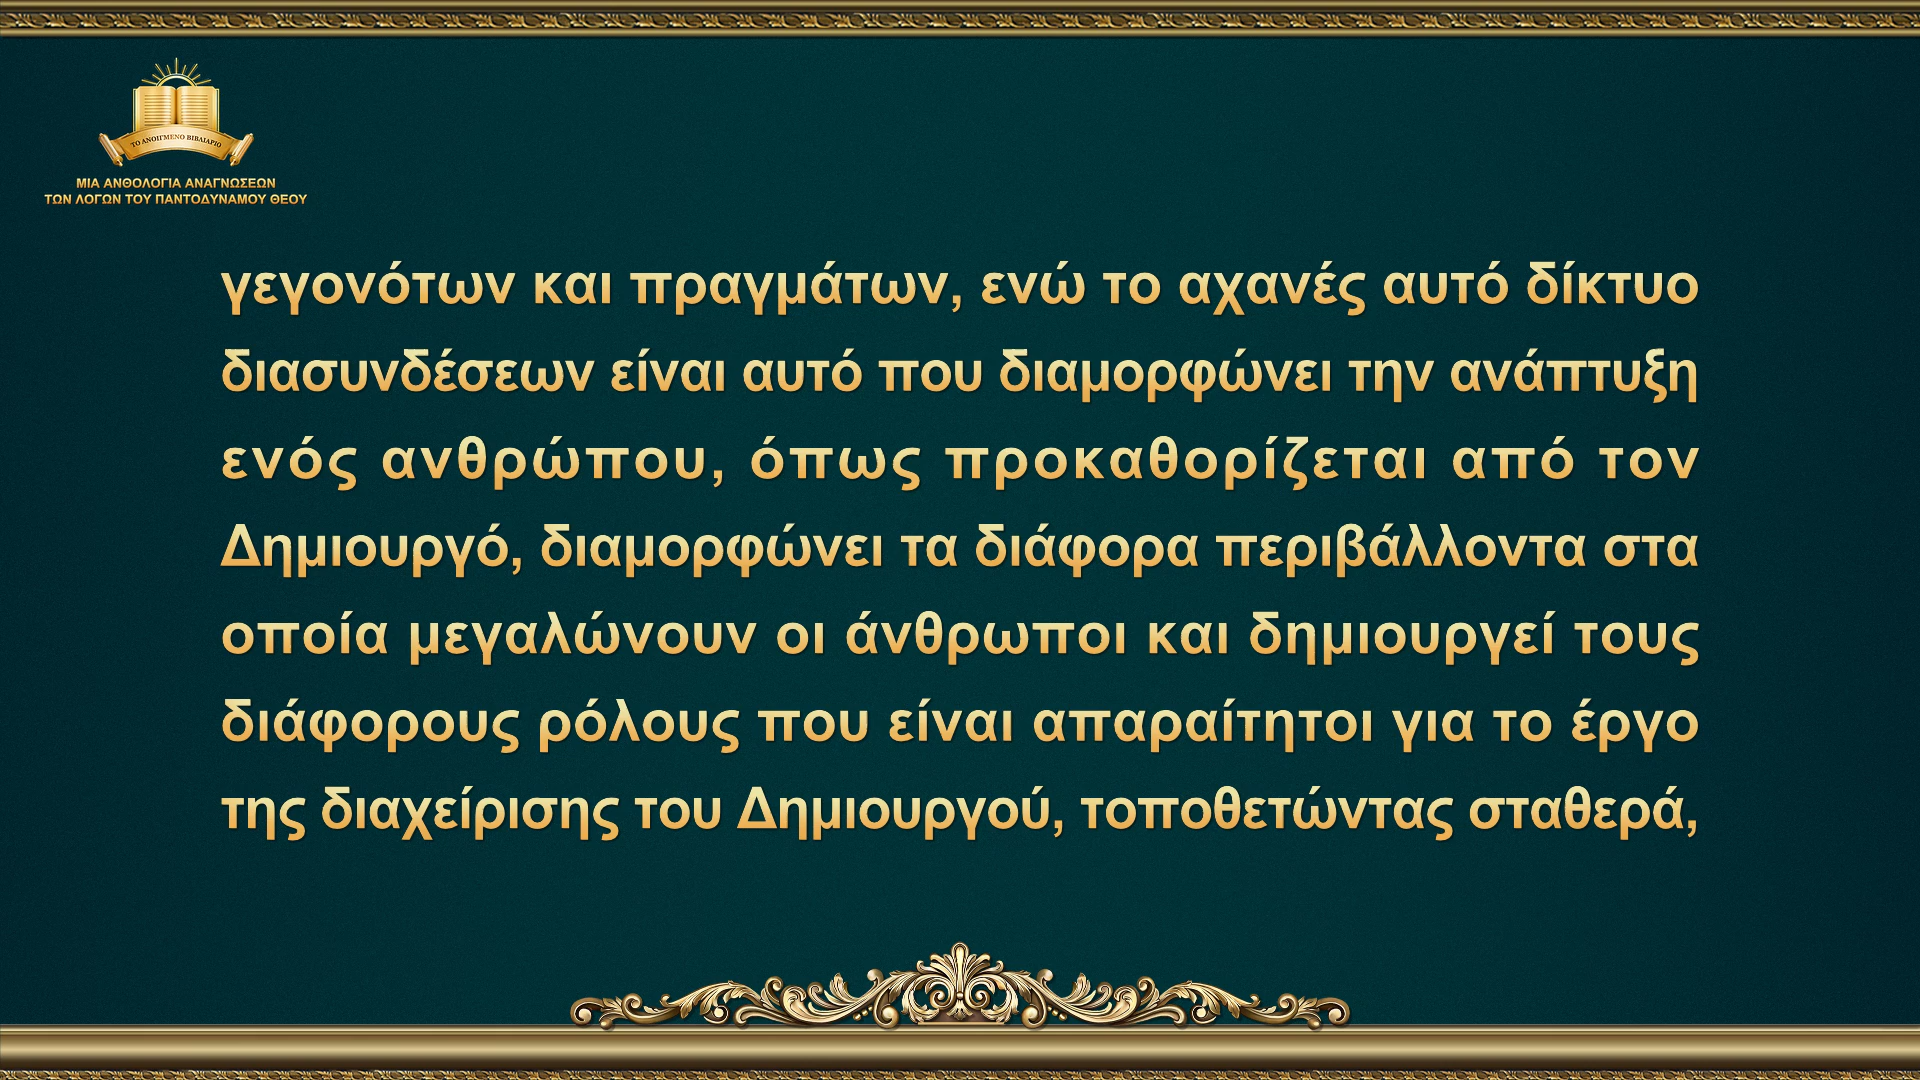 ΤΟ ΑΝΟΙΓΜΕΝΟ ΒΙΒΛΙΑΡΙΟ
ΜΙΑ ΑΝΘΟΛΟΓΙΑ ΑΝΑΓΝΩΣΕΩΝ
ΤΩΝ ΛΟΓΩΝ ΤΟΥ ΠΑΝΤΟΔΥΝΑΜΟΥ ΘΕΟΥ
γεγονότων και πραγμάτων, ενώ το αχανές αυτό δίκτυο
διασυνδέσεων είναι αυτό που διαμορφώνει την ανάπτυξη
ενός ανθρώπου, όπως προκαθορίζεται από τον
Δημιουργό, διαμορφώνει τα διάφορα περιβάλλοντα στα
οποία μεγαλώνουν οι άνθρωποι και δημιουργεί τους
διάφορους ρόλους που είναι απαραίτητοι για το έργο
της διαχείρισης του Δημιουργού, τοποθετώντας σταθερά,